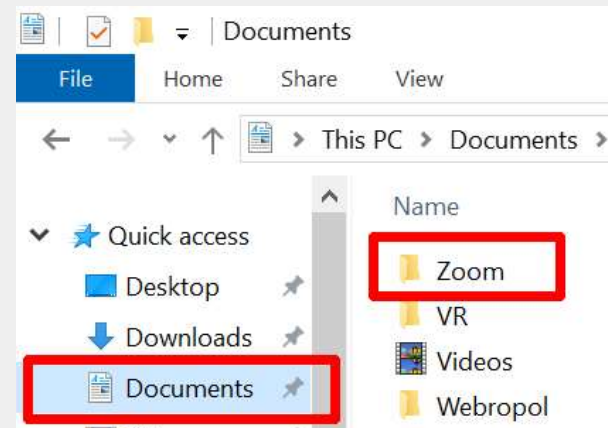 Documents
File Home Share View
This PC > Documents >
Name
Quick access
Desktop
Downloads
Documents
Zoom
VR
Videos
Webropol